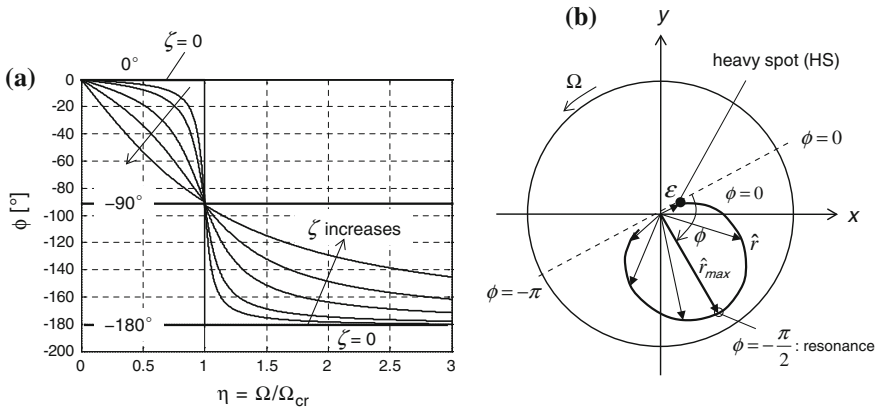 (a)
ζ = 0
0°
φ [°]
0
-20
-40
-60
-80
-100
-120
-140
-160
-180
-200
–90°
ζ increases
–180°
ζ = 0
0 0.5 1 1.5 2 2.5 3
η = Ω/Ωcr
(b)
y
heavy spot (HS)
Ω
φ = 0
ε
φ = 0
x
φ
r̂
r̂max
φ = −π
φ = −π/2 : resonance